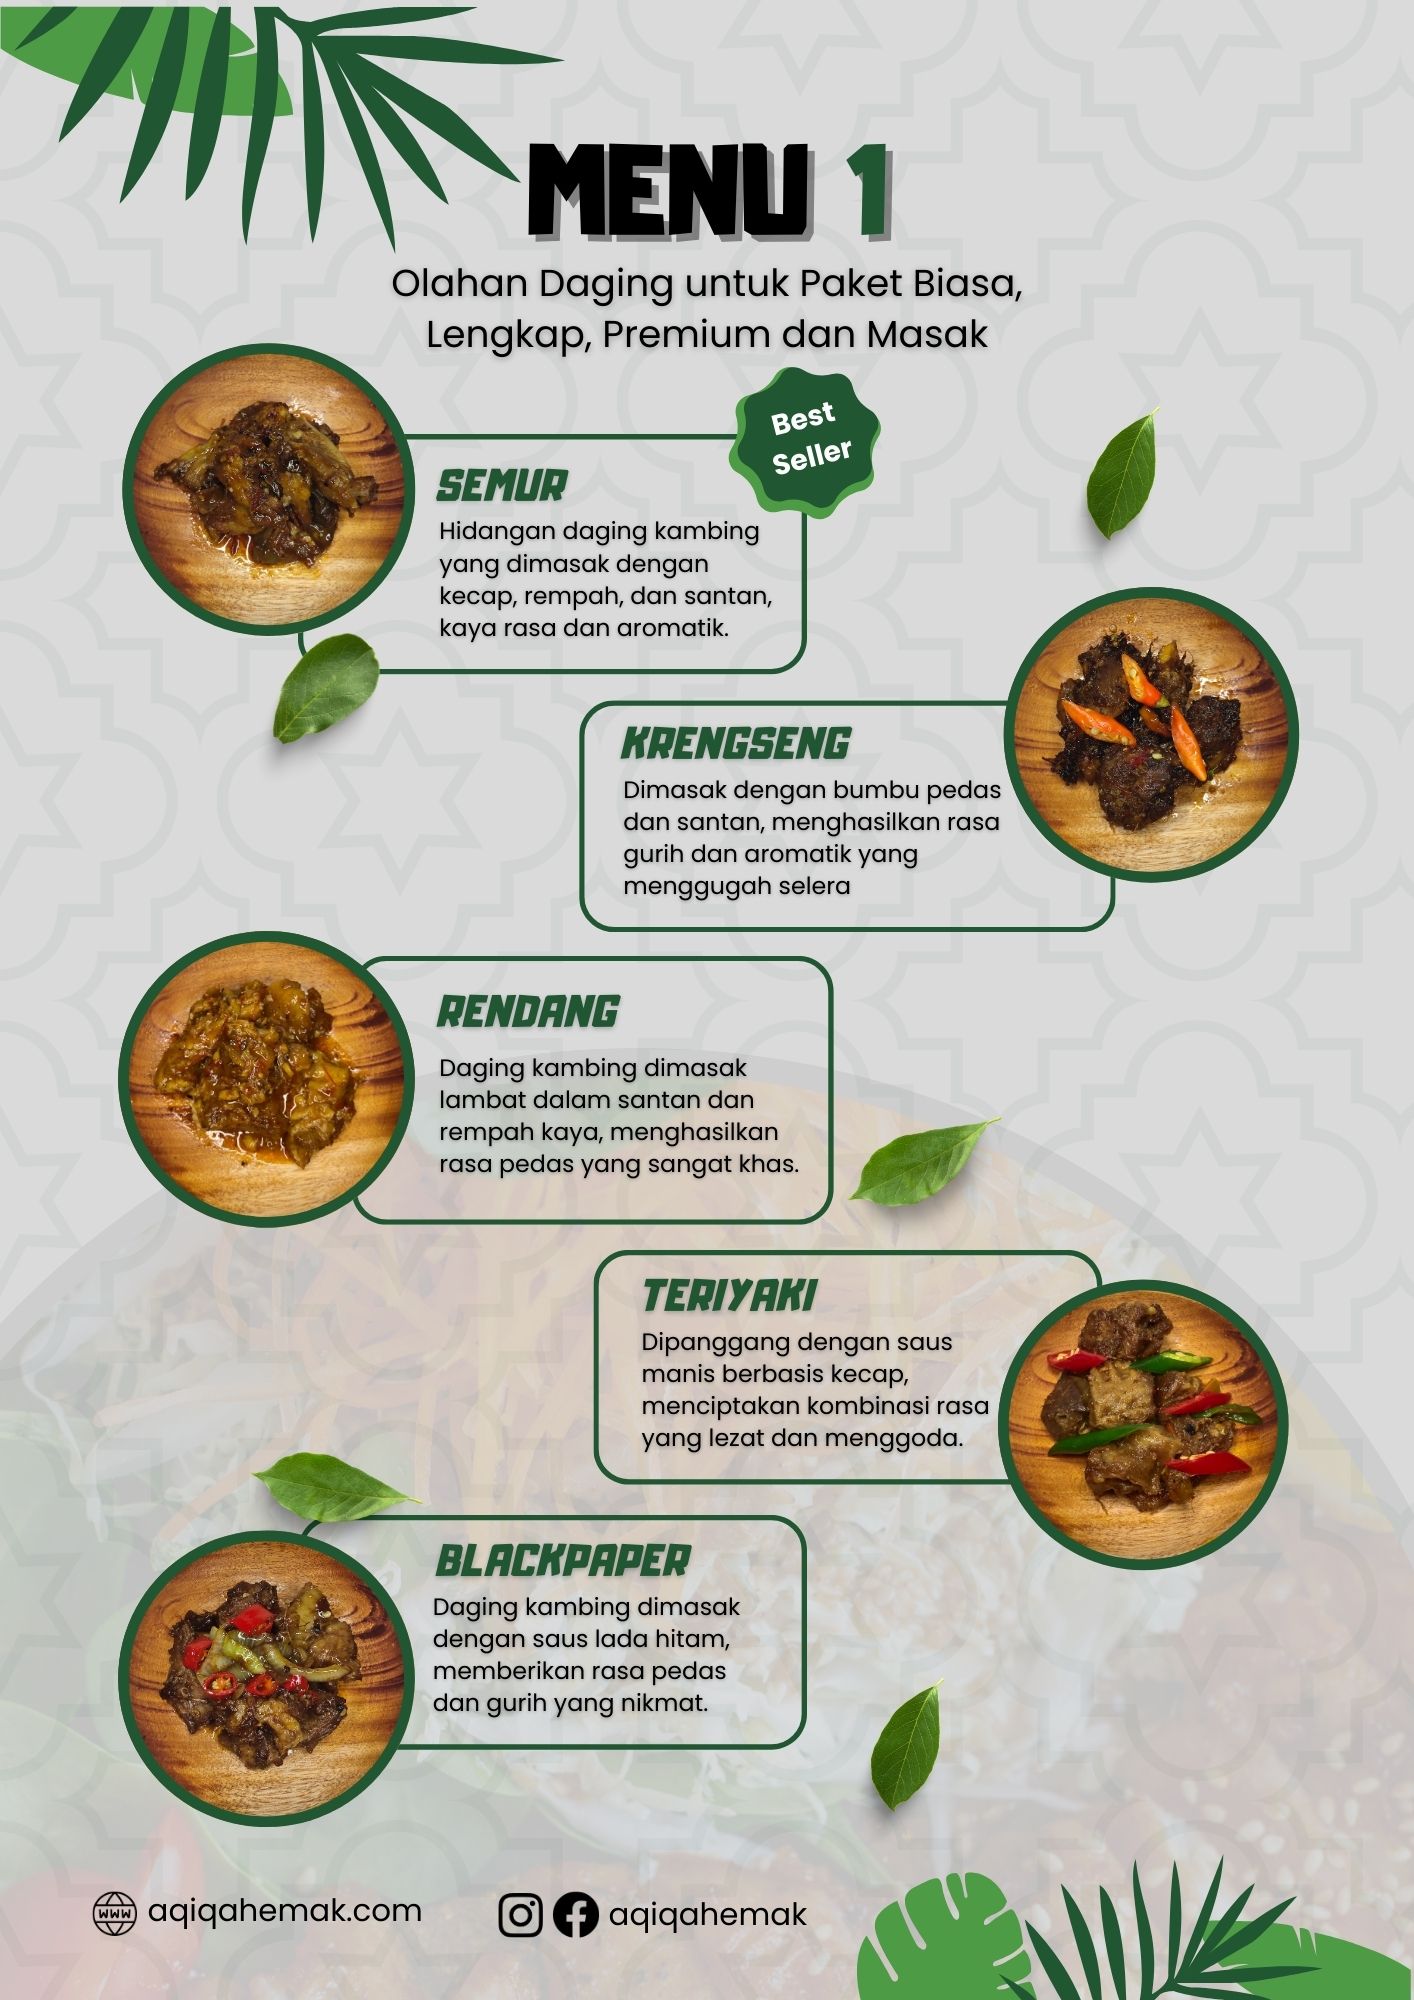 MENU 1
Olahan Daging untuk Paket Biasa,
Lengkap, Premium dan Masak
Best
Seller
SEMUR
Hidangan daging kambing
yang dimasak dengan
kecap, rempah, dan santan,
kaya rasa dan aromatik.
KRENGSENG
Dimasak dengan bumbu pedas
dan santan, menghasilkan rasa
gurih dan aromatik yang
menggugah selera
RENDANG
Daging kambing dimasak
lambat dalam santan dan
rempah kaya, menghasilkan
rasa pedas yang sangat khas.
TERIYAKI
Dipanggang dengan saus
manis berbasis kecap,
menciptakan kombinasi rasa
yang lezat dan menggoda.
BLACKPAPER
Daging kambing dimasak
dengan saus lada hitam,
memberikan rasa pedas
dan gurih yang nikmat.
www aqiqahemak.com
aqiqahemak